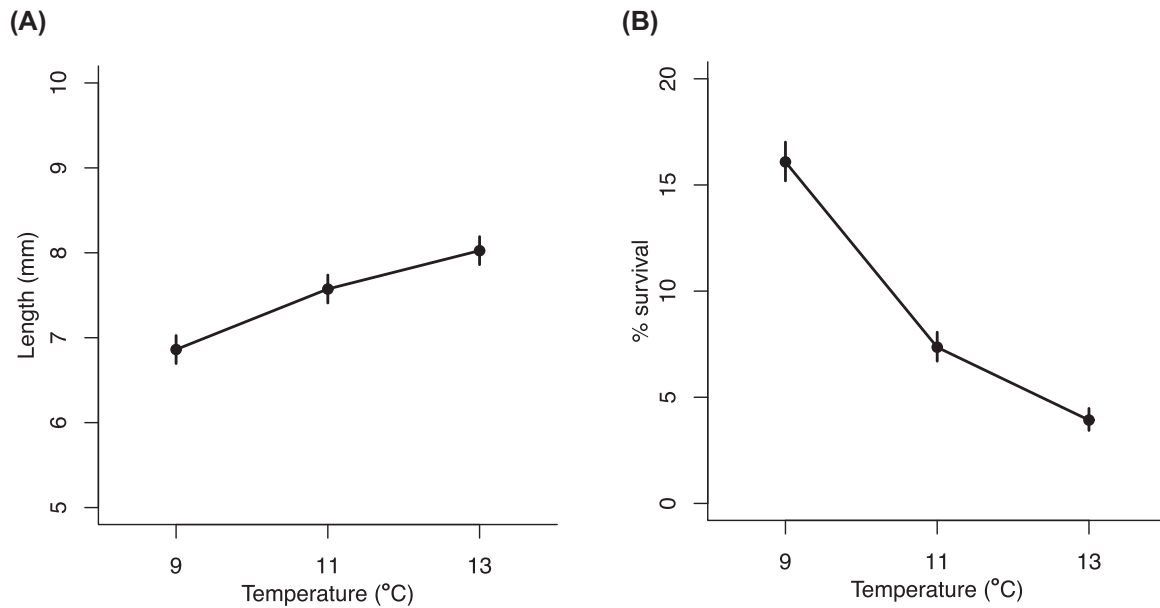 (A)
10
9
8
7
6
5
Length (mm)
9 11 13
Temperature (°C)
(B)
20
15
10
5
0
% survival
9 11 13
Temperature (°C)